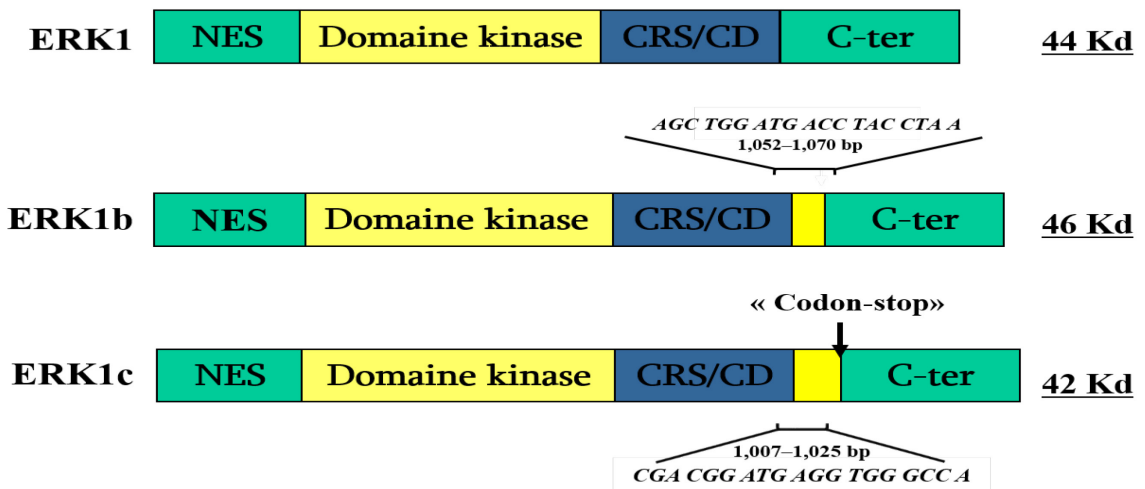 ERK1 NES Domaine kinase CRS/CD C-ter 44 Kd
AGC TGG ATG ACC TAC CTA A
1,052–1,070 bp
ERK1b NES Domaine kinase CRS/CD C-ter 46 Kd
« Codon-stop»
ERK1c NES Domaine kinase CRS/CD C-ter 42 Kd
1,007–1,025 bp
CGA CGG ATG AGG TGG GCC A